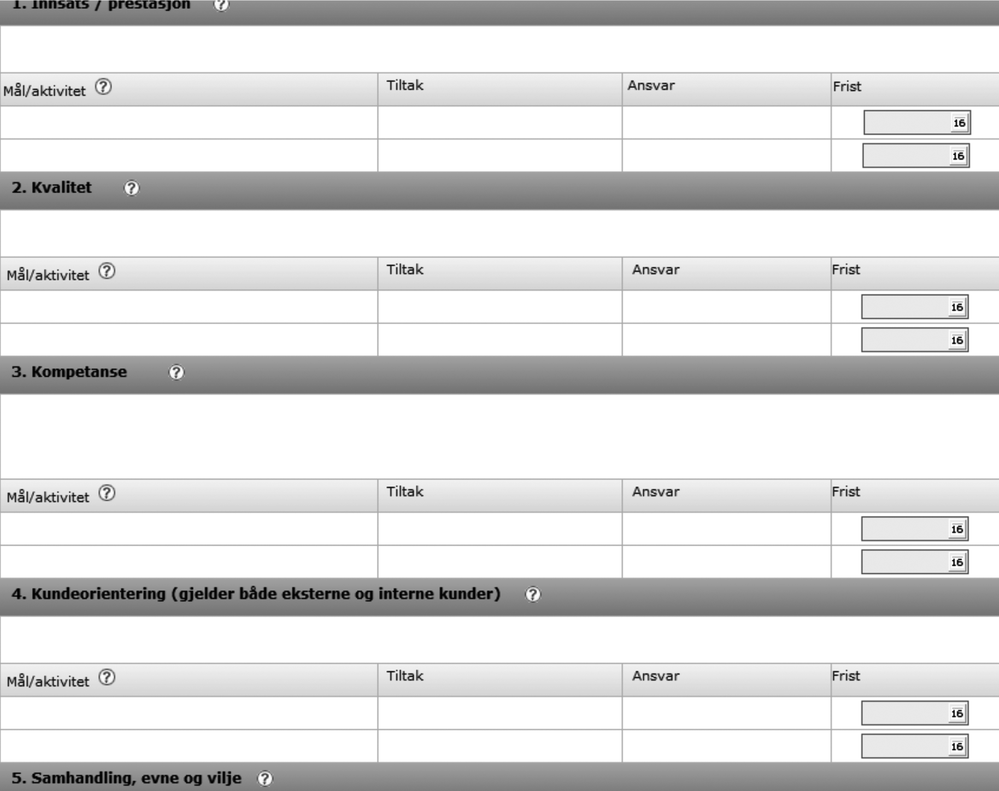 1. Innsats / prestasjon ?
Mål/aktivitet ? Tiltak Ansvar Frist
16
16
2. Kvalitet ?
Mål/aktivitet ? Tiltak Ansvar Frist
16
16
3. Kompetanse ?
Mål/aktivitet ? Tiltak Ansvar Frist
16
16
4. Kundeorientering (gjelder både eksterne og interne kunder) ?
Mål/aktivitet ? Tiltak Ansvar Frist
16
16
5. Samhandling, evne og vilje ?